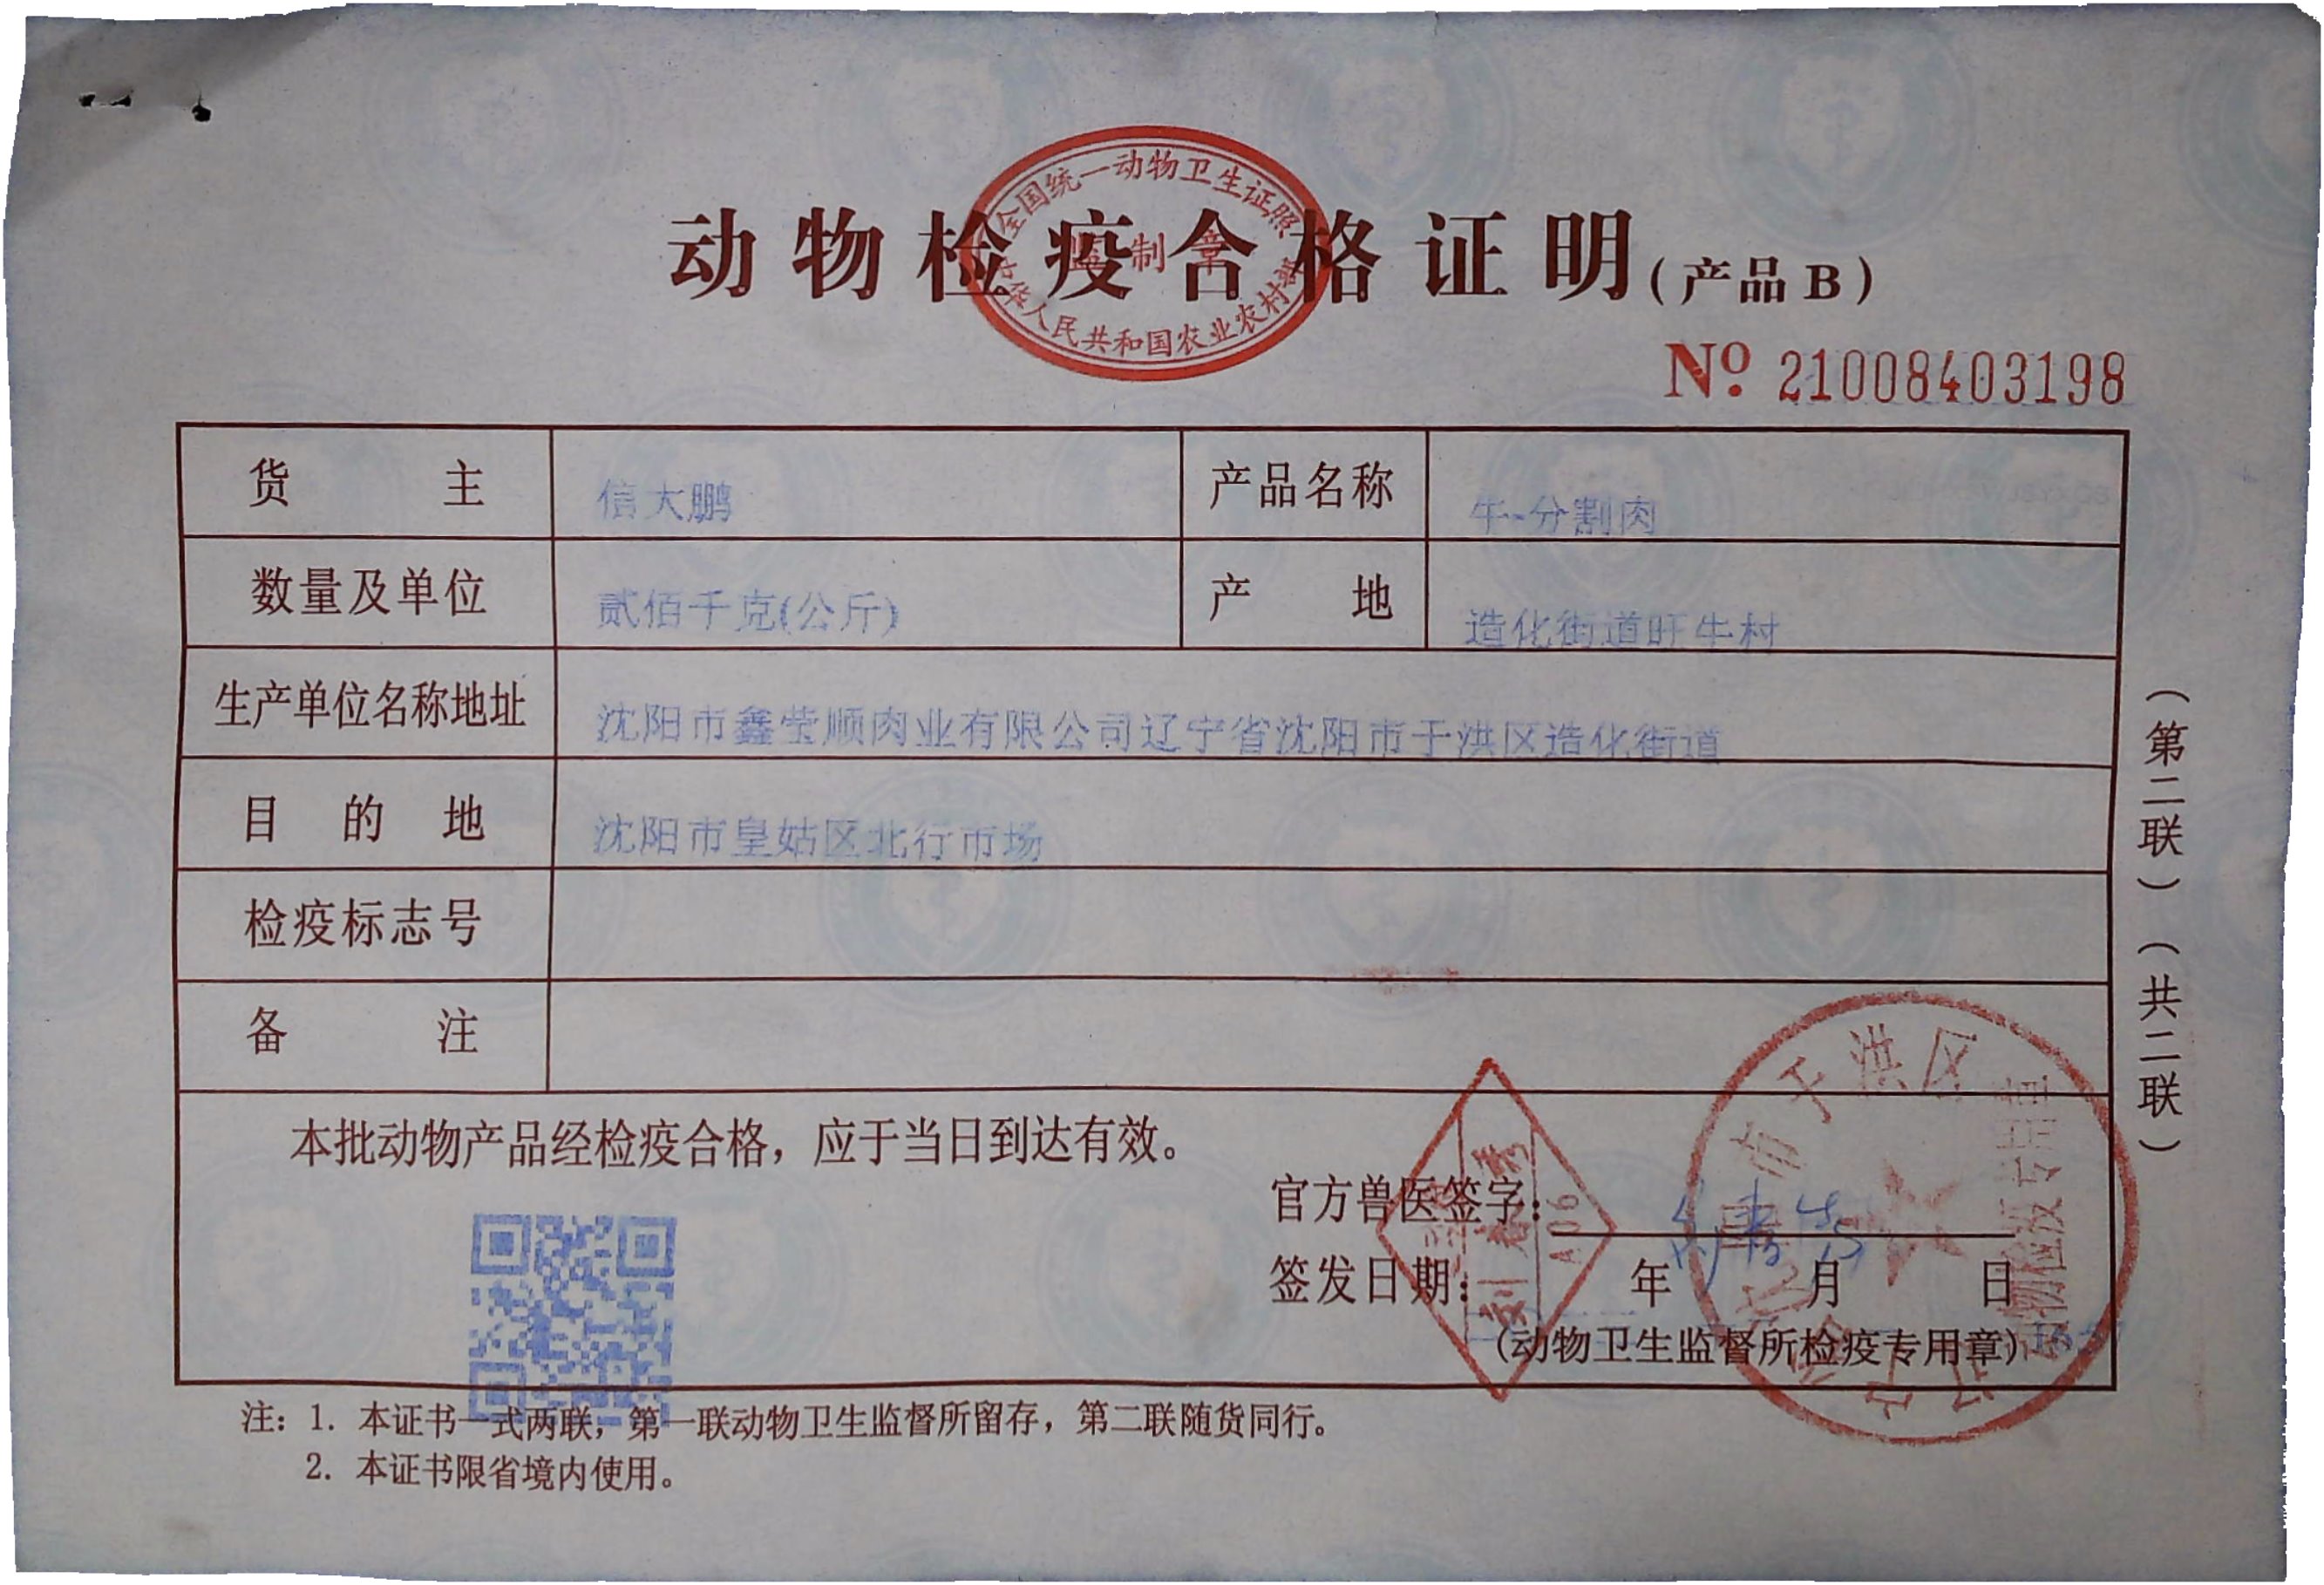 全国统一动物卫生证照
监制章
中华人民共和国农业农村部
动物检疫合格证明(产品B)
№ 21008403198
货主 信大鹏 产品名称 牛-分割肉
数量及单位 贰佰千克(公斤) 产地 造化街道旺牛村
生产单位名称地址 沈阳市鑫莹顺肉业有限公司辽宁省沈阳市于洪区造化街道
目的地 沈阳市皇姑区北行市场
检疫标志号
备注
本批动物产品经检疫合格，应于当日到达有效。
官方兽医签字：
签发日期： 年 月 日
(动物卫生监督所检疫专用章)
A06
市于洪区
动物检疫专用章
注：1. 本证书一式两联，第一联动物卫生监督所留存，第二联随货同行。
2. 本证书限省境内使用。
（第二联）（共二联）